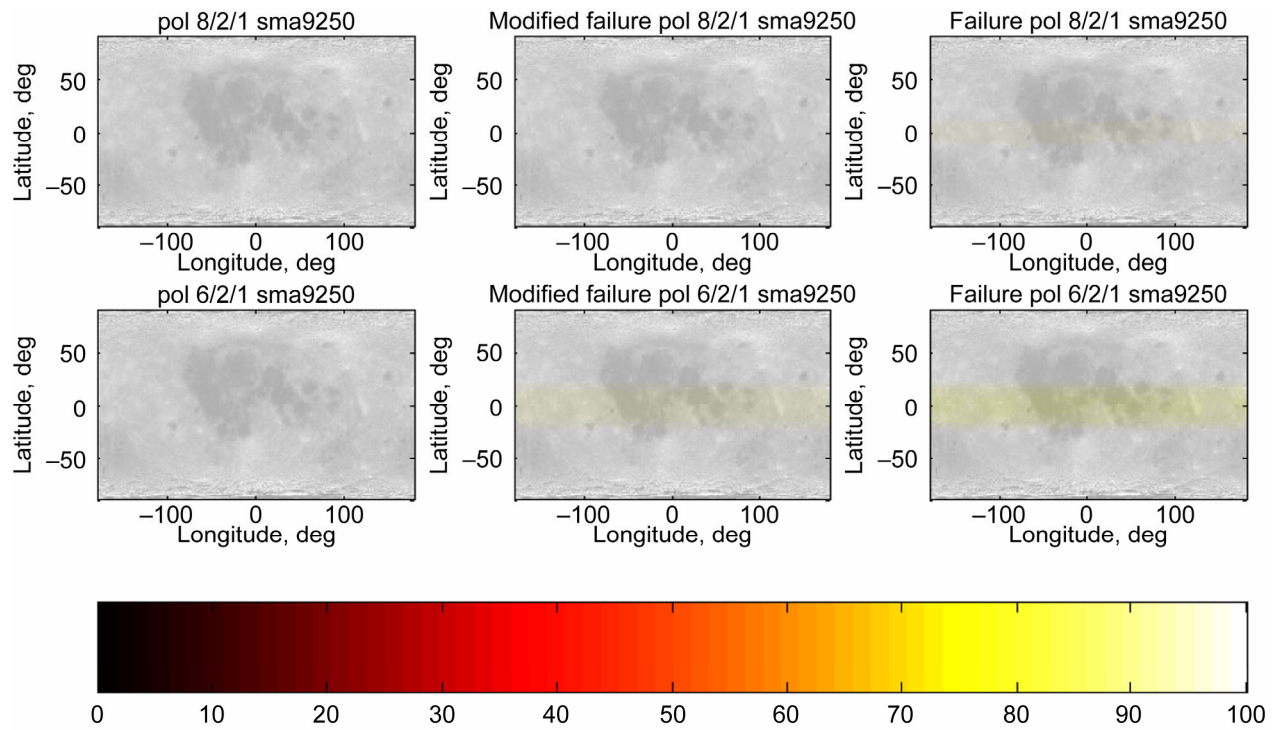 pol 8/2/1 sma9250
Modified failure pol 8/2/1 sma9250
Failure pol 8/2/1 sma9250
Latitude, deg
50
0
−50
−100 0 100
Longitude, deg
Latitude, deg
50
0
−50
−100 0 100
Longitude, deg
Latitude, deg
50
0
−50
−100 0 100
Longitude, deg
pol 6/2/1 sma9250
Modified failure pol 6/2/1 sma9250
Failure pol 6/2/1 sma9250
Latitude, deg
50
0
−50
−100 0 100
Longitude, deg
Latitude, deg
50
0
−50
−100 0 100
Longitude, deg
Latitude, deg
50
0
−50
−100 0 100
Longitude, deg
0 10 20 30 40 50 60 70 80 90 100